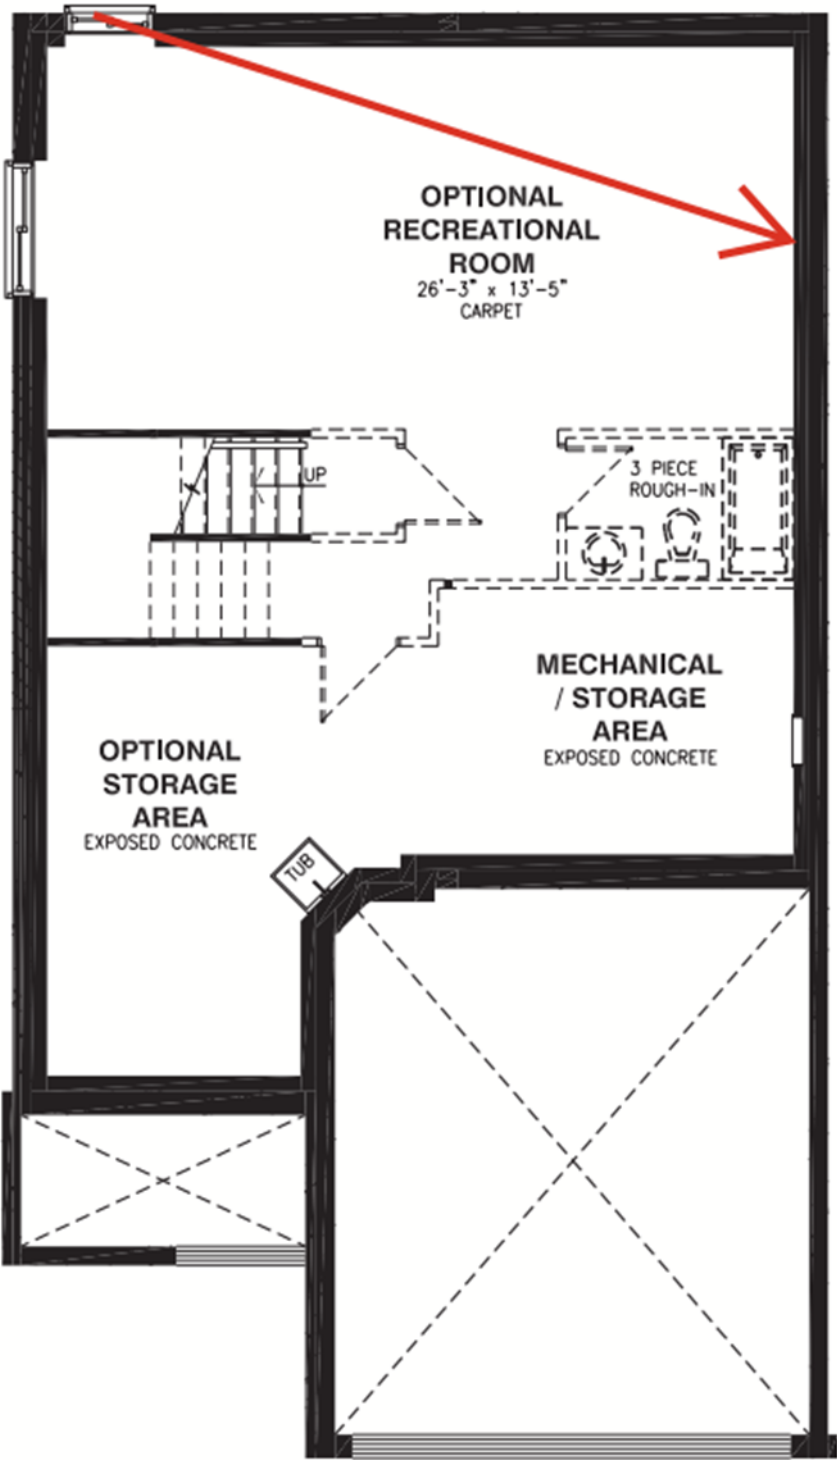 OPTIONAL
RECREATIONAL
ROOM
26'-3" x 13'-5"
CARPET
UP
3 PIECE
ROUGH-IN
MECHANICAL
/ STORAGE
AREA
EXPOSED CONCRETE
OPTIONAL
STORAGE
AREA
EXPOSED CONCRETE
TUB